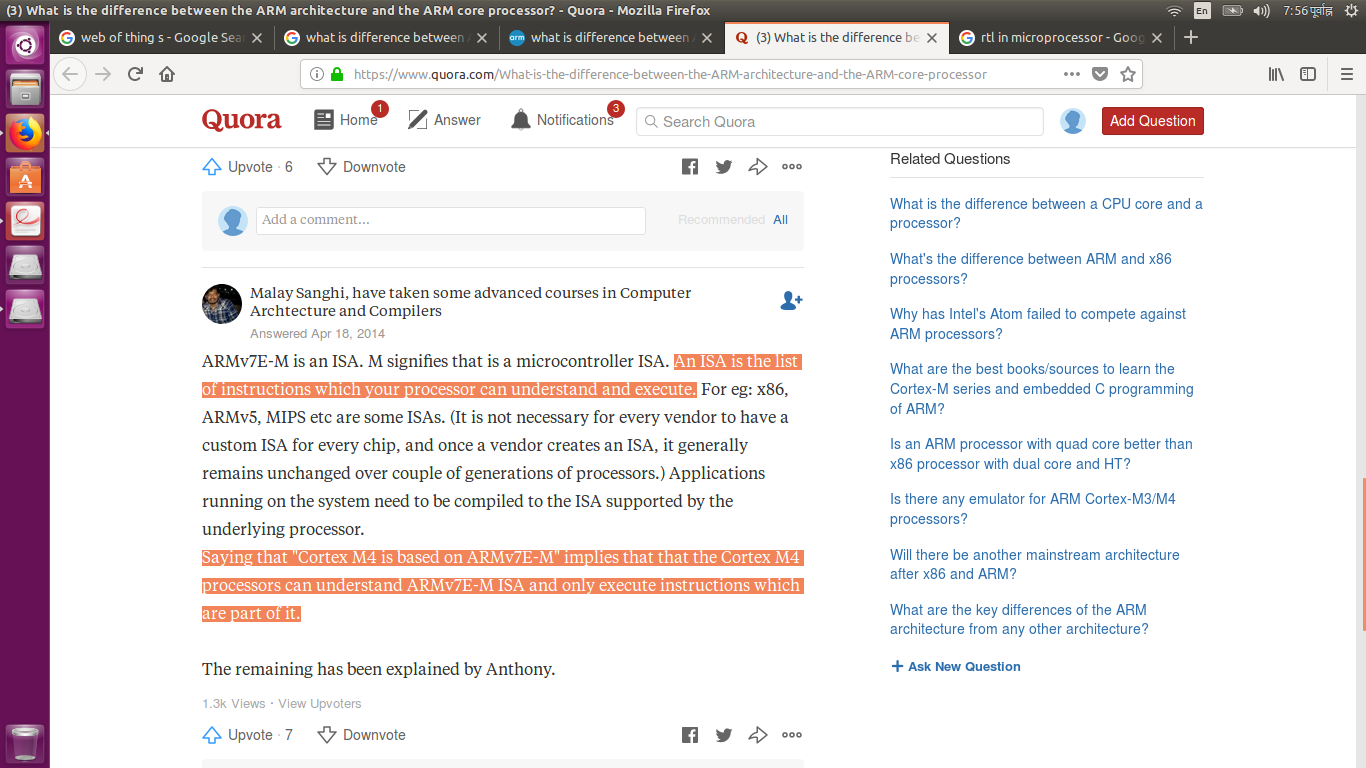 (3) What is the difference between the ARM architecture and the ARM core processor? - Quora - Mozilla Firefox
En
7:56 पूर्वाह्न
web of thing s - Google Sea
what is difference between
arm
what is difference between
Q
(3) What is the difference be
rtl in microprocessor - Goog
https://www.quora.com/What-is-the-difference-between-the-ARM-architecture-and-the-ARM-core-processor
Quora
Home
1
Answer
Notifications
3
Search Quora
Add Question
Upvote · 6
Downvote
Add a comment...
Recommended
All
Malay Sanghi, have taken some advanced courses in Computer
Archtecture and Compilers
Answered Apr 18, 2014
ARMv7E-M is an ISA. M signifies that is a microcontroller ISA. An ISA is the list
of instructions which your processor can understand and execute. For eg: x86,
ARMv5, MIPS etc are some ISAs. (It is not necessary for every vendor to have a
custom ISA for every chip, and once a vendor creates an ISA, it generally
remains unchanged over couple of generations of processors.) Applications
running on the system need to be compiled to the ISA supported by the
underlying processor.
Saying that "Cortex M4 is based on ARMv7E-M" implies that that the Cortex M4
processors can understand ARMv7E-M ISA and only execute instructions which
are part of it.
The remaining has been explained by Anthony.
1.3k Views · View Upvoters
Upvote · 7
Downvote
Related Questions
What is the difference between a CPU core and a
processor?
What's the difference between ARM and x86
processors?
Why has Intel's Atom failed to compete against
ARM processors?
What are the best books/sources to learn the
Cortex-M series and embedded C programming
of ARM?
Is an ARM processor with quad core better than
x86 processor with dual core and HT?
Is there any emulator for ARM Cortex-M3/M4
processors?
Will there be another mainstream architecture
after x86 and ARM?
What are the key differences of the ARM
architecture from any other architecture?
Ask New Question